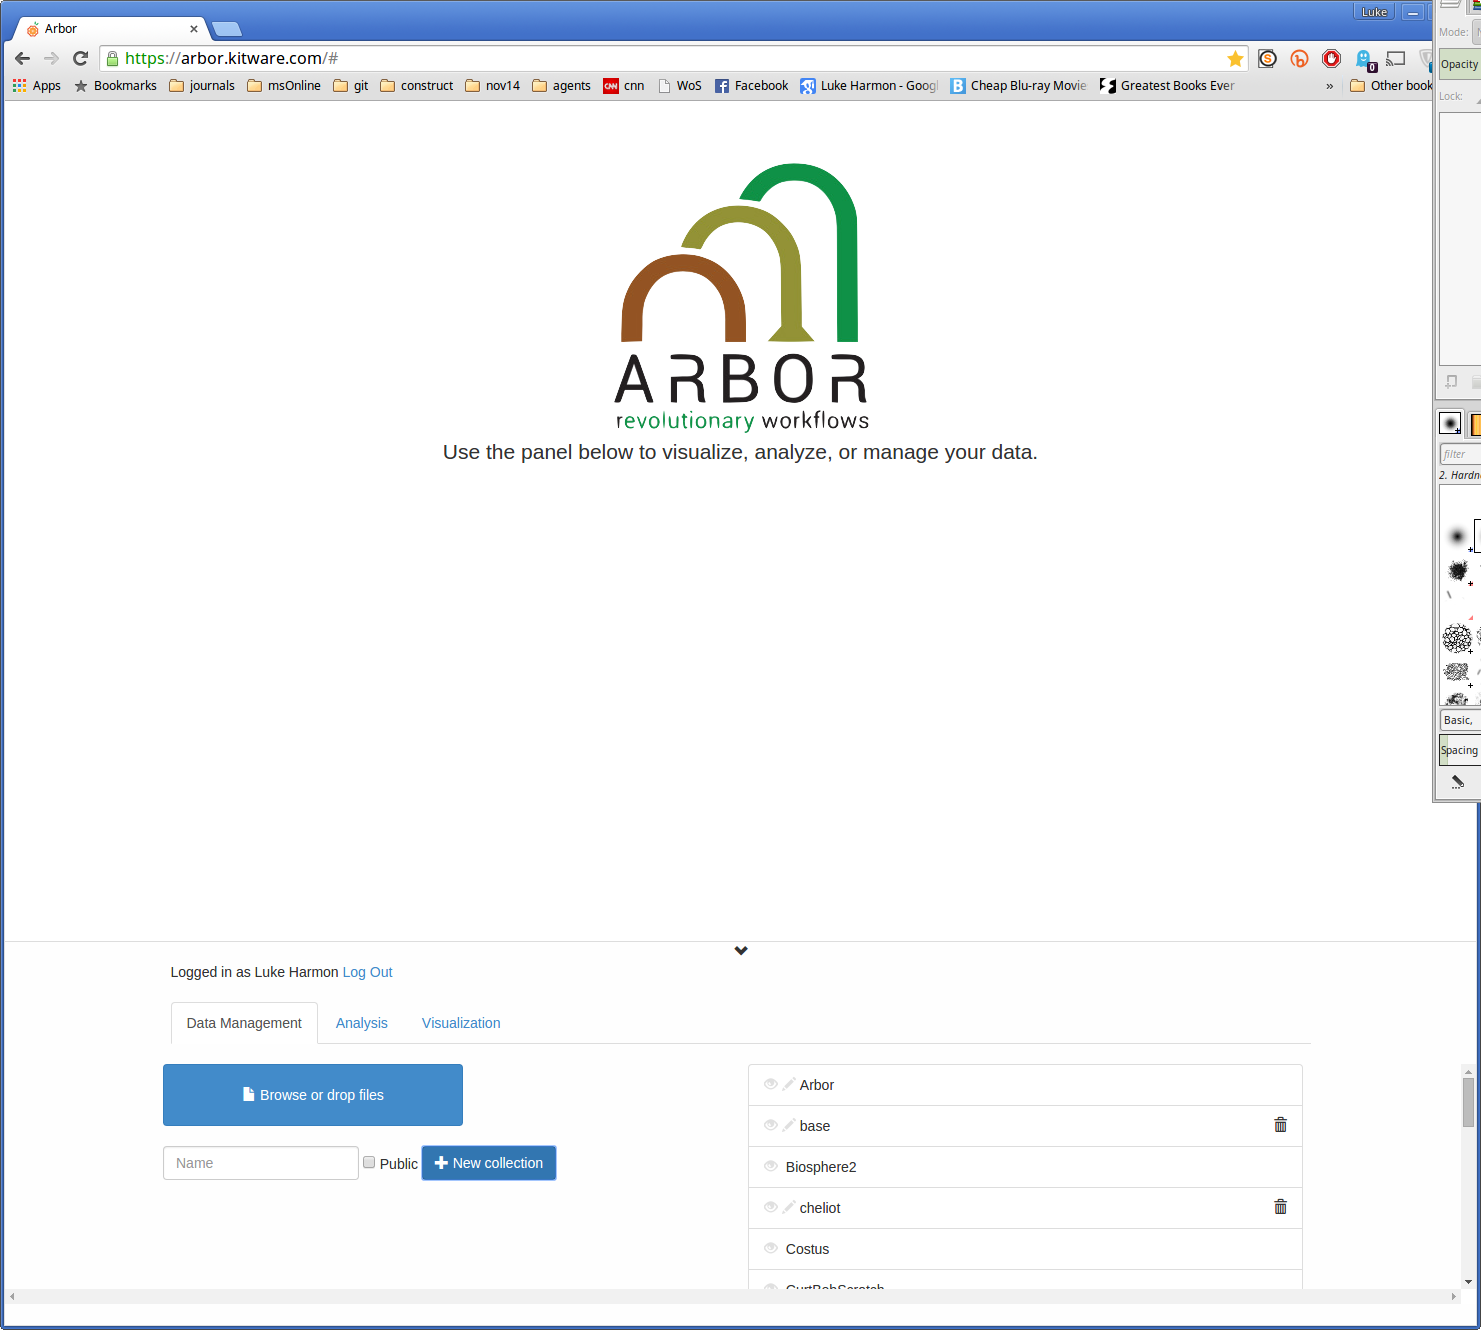 Arbor
Luke
https://arbor.kitware.com/#
Apps Bookmarks journals msOnline git construct nov14 agents cnn WoS Facebook Luke Harmon - Goog Cheap Blu-ray Movie Greatest Books Ever » Other book
Mode:
Opacity
Lock:
ARBOR
revolutionary workflows
Use the panel below to visualize, analyze, or manage your data.
filter
2. Hardn
Basic,
Spacing
Logged in as Luke Harmon Log Out
Data Management Analysis Visualization
Browse or drop files
Name Public New collection
Arbor
base
Biosphere2
cheliot
Costus